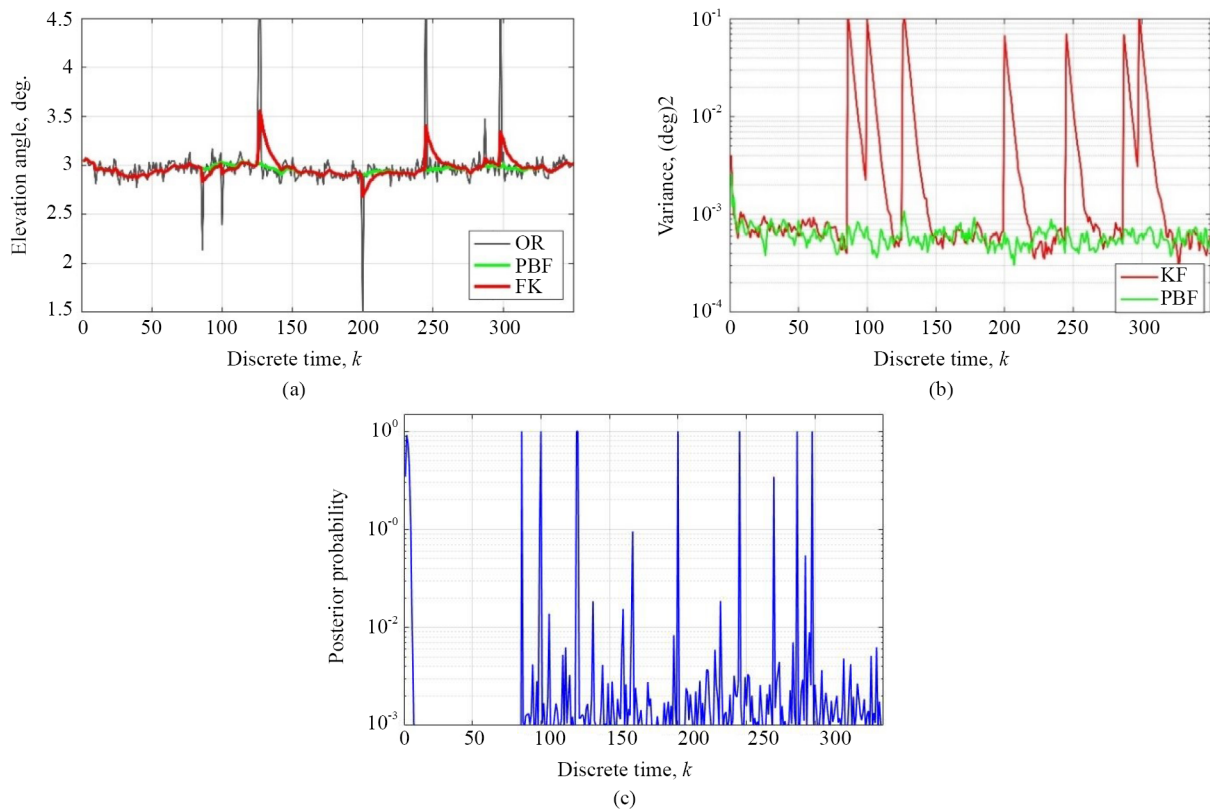 4.5
4
3.5
3
2.5
2
1.5
Elevation angle, deg.
OR
PBF
FK
0 50 100 150 200 250 300
Discrete time, k
(a)
10-1
10-2
10-3
10-4
Variance, (deg)2
KF
PBF
0 50 100 150 200 250 300
Discrete time, k
(b)
100
10-0
10-2
10-3
Posterior probability
0 50 100 150 200 250 300
Discrete time, k
(c)